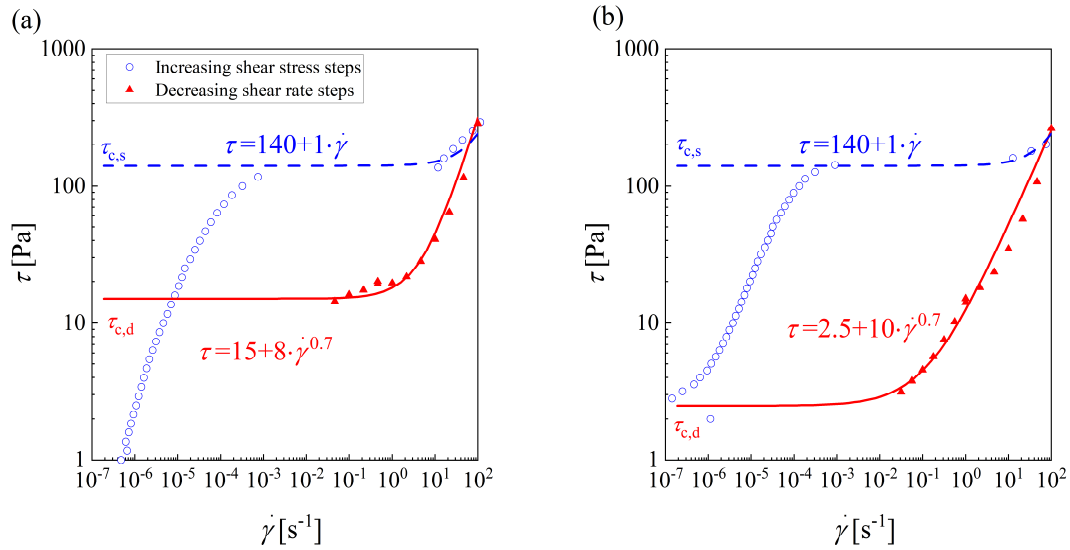 (a)
1000
100
10
1
τ [Pa]
Increasing shear stress steps
Decreasing shear rate steps
τc,s
τ=140+1·γ̇
τc,d
τ=15+8·γ̇^0.7
10^-7 10^-6 10^-5 10^-4 10^-3 10^-2 10^-1 10^0 10^1 10^2
γ̇ [s^-1]
(b)
1000
100
10
1
τ [Pa]
τc,s
τ=140+1·γ̇
τ=2.5+10·γ̇^0.7
τc,d
10^-7 10^-6 10^-5 10^-4 10^-3 10^-2 10^-1 10^0 10^1 10^2
γ̇ [s^-1]